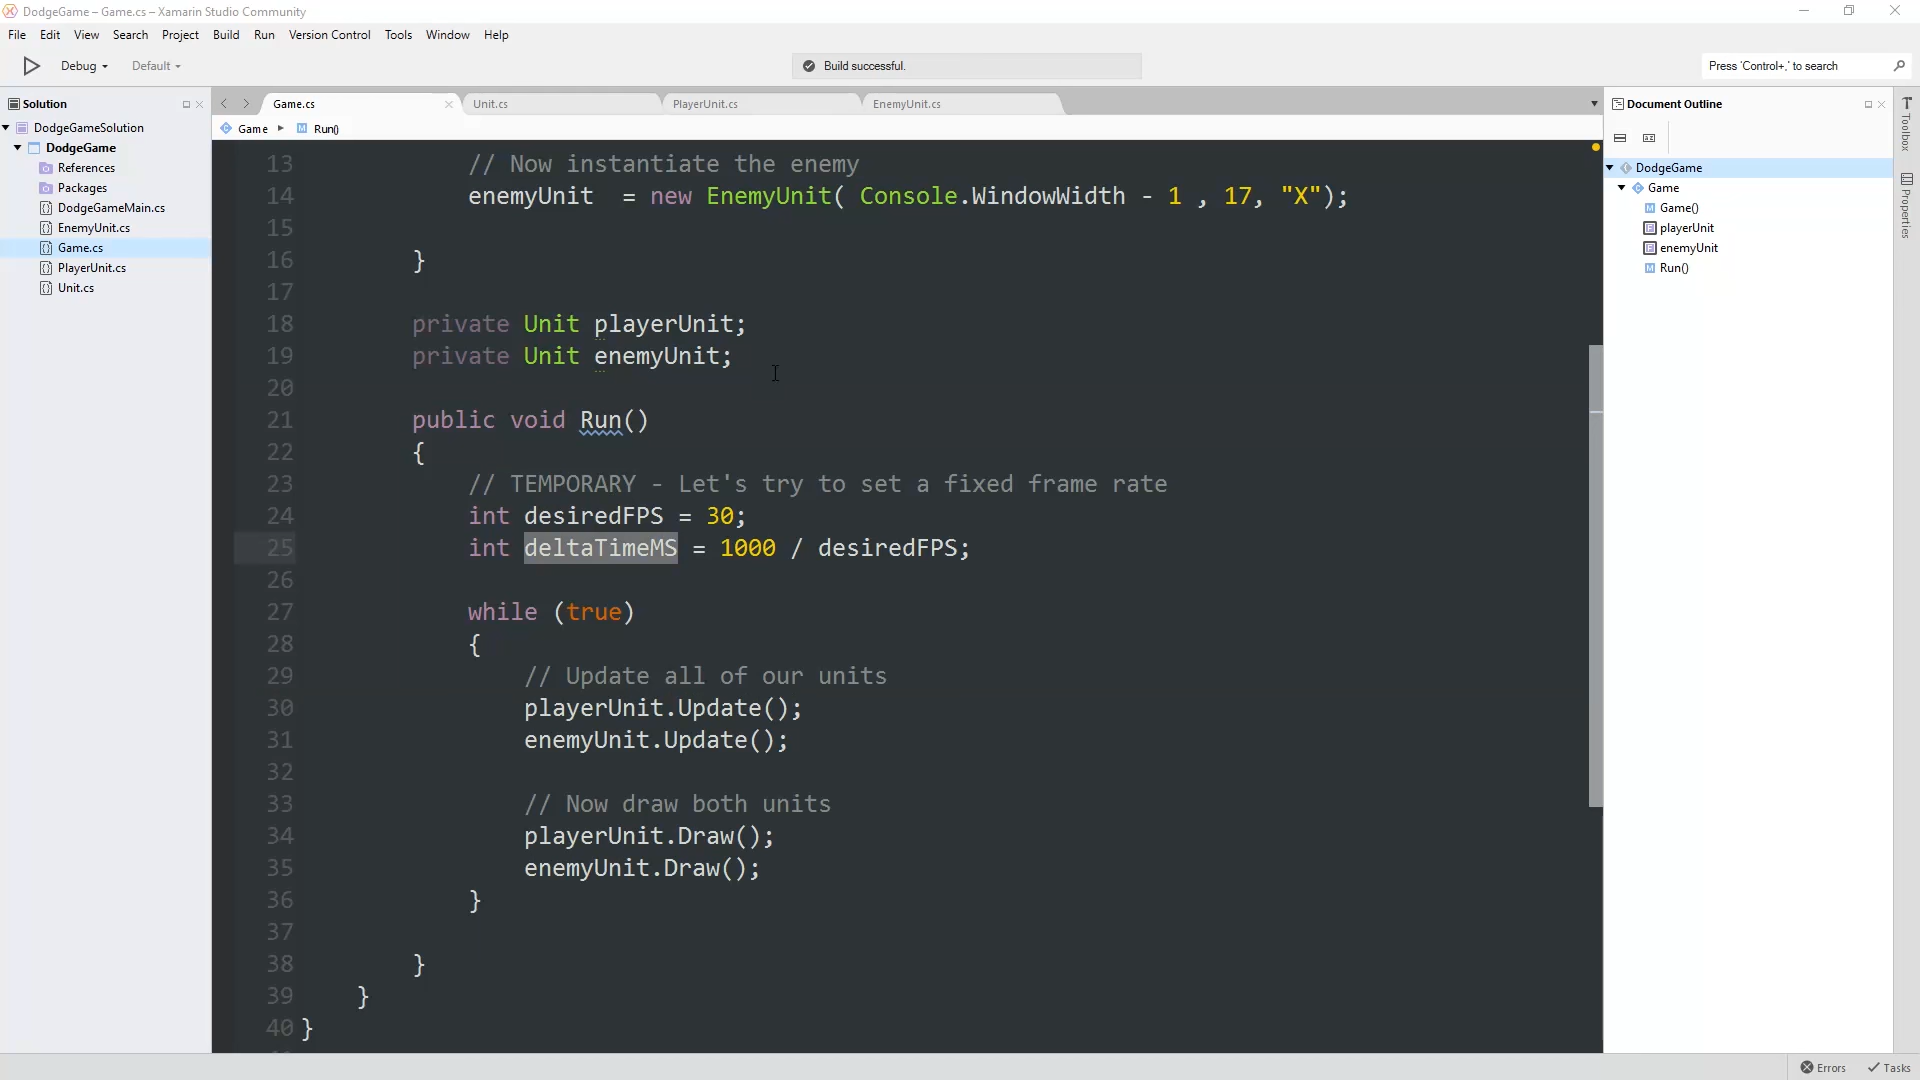 DodgeGame – Game.cs – Xamarin Studio Community
File Edit View Search Project Build Run Version Control Tools Window Help
Debug Default Build successful. Press 'Control+,' to search
Solution
DodgeGameSolution
DodgeGame
References
Packages
DodgeGameMain.cs
EnemyUnit.cs
Game.cs
PlayerUnit.cs
Unit.cs
Game.cs Unit.cs PlayerUnit.cs EnemyUnit.cs
Game Run()
13 // Now instantiate the enemy
14 enemyUnit  = new EnemyUnit( Console.WindowWidth - 1 , 17, "X");
15
16 }
17
18 private Unit playerUnit;
19 private Unit enemyUnit;
20
21 public void Run()
22 {
23 // TEMPORARY - Let's try to set a fixed frame rate
24 int desiredFPS = 30;
25 int deltaTimeMS = 1000 / desiredFPS;
26
27 while (true)
28 {
29 // Update all of our units
30 playerUnit.Update();
31 enemyUnit.Update();
32
33 // Now draw both units
34 playerUnit.Draw();
35 enemyUnit.Draw();
36 }
37
38 }
39 }
40 }
Document Outline
DodgeGame
Game
Game()
playerUnit
enemyUnit
Run()
Toolbox
Properties
Errors Tasks